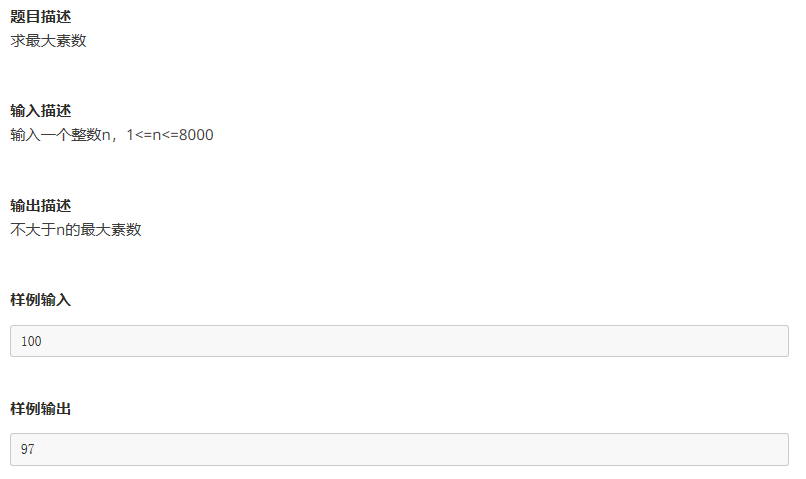 题目描述
求最大素数
输入描述
输入一个整数n，1<=n<=8000
输出描述
不大于n的最大素数
样例输入
100
样例输出
97